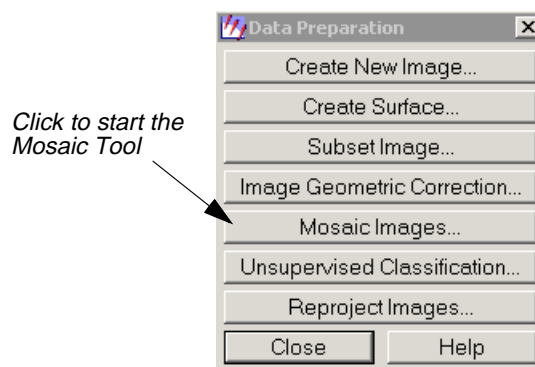 Data Preparation
Create New Image...
Create Surface...
Click to start the
Mosaic Tool
Subset Image...
Image Geometric Correction...
Mosaic Images...
Unsupervised Classification...
Reproject Images...
Close
Help